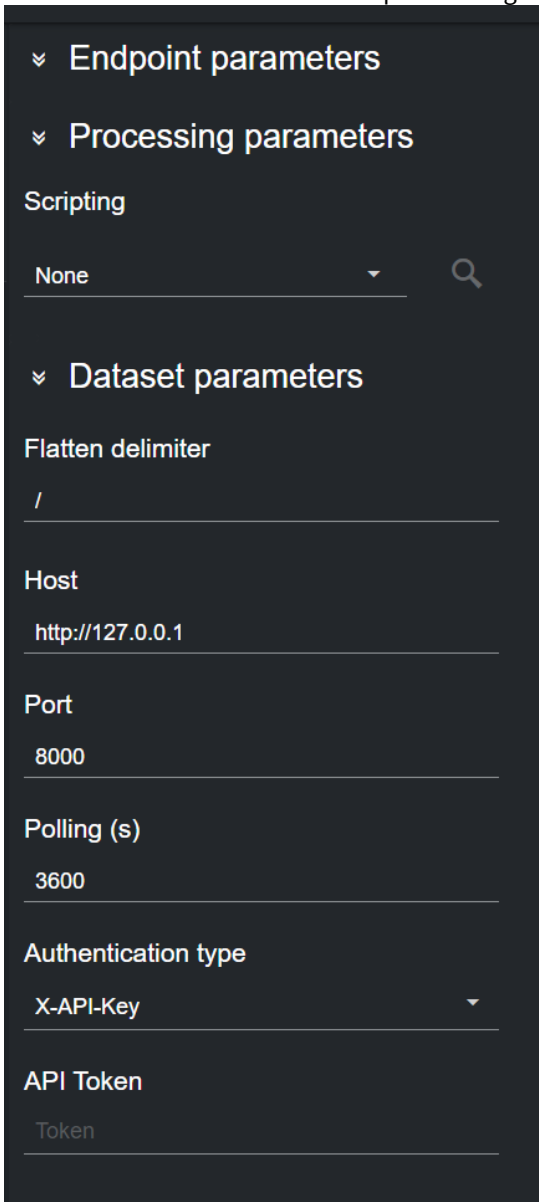 Endpoint parameters
Processing parameters
Scripting
None
Dataset parameters
Flatten delimiter
/
Host
http://127.0.0.1
Port
8000
Polling (s)
3600
Authentication type
X-API-Key
API Token
Token